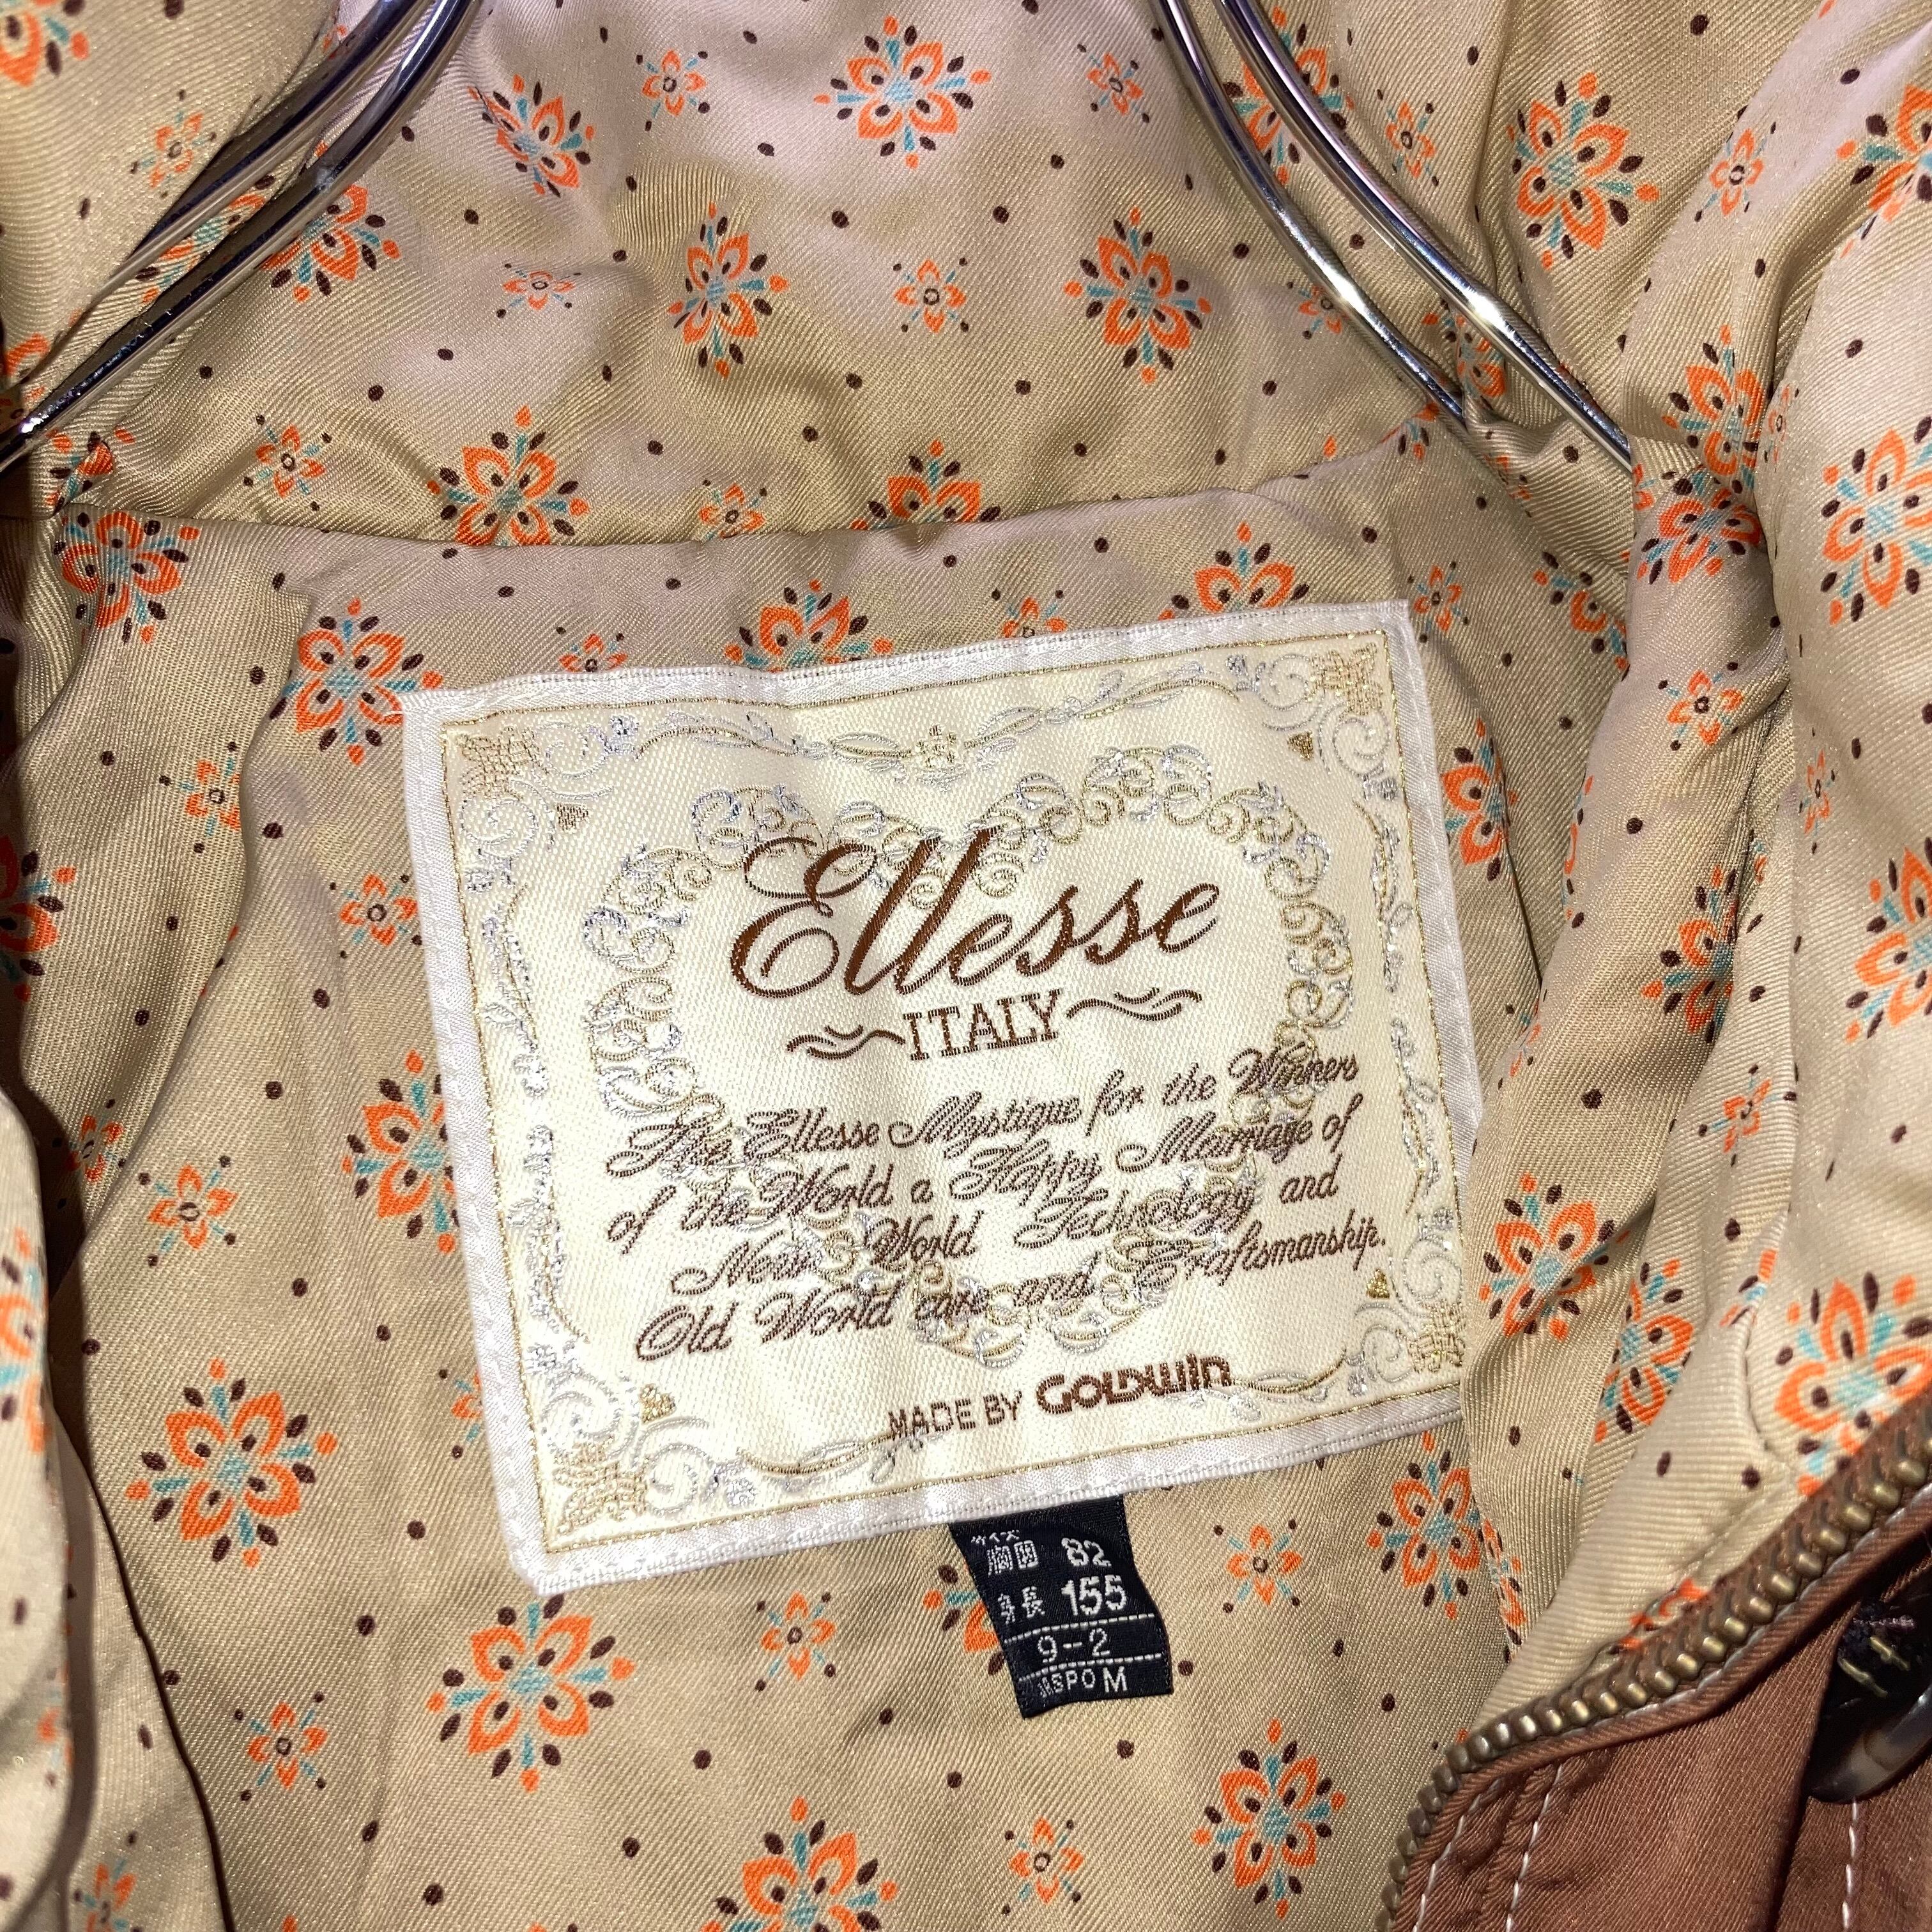 Ellesse
ITALY
The Ellesse Mystique for the Winners
of the World a Happy Marriage of
New World Technology and
Old World care and Craftsmanship.
MADE BY GOLDWIN
サイズ
胸囲 82
身長 155
9-2
SPO M